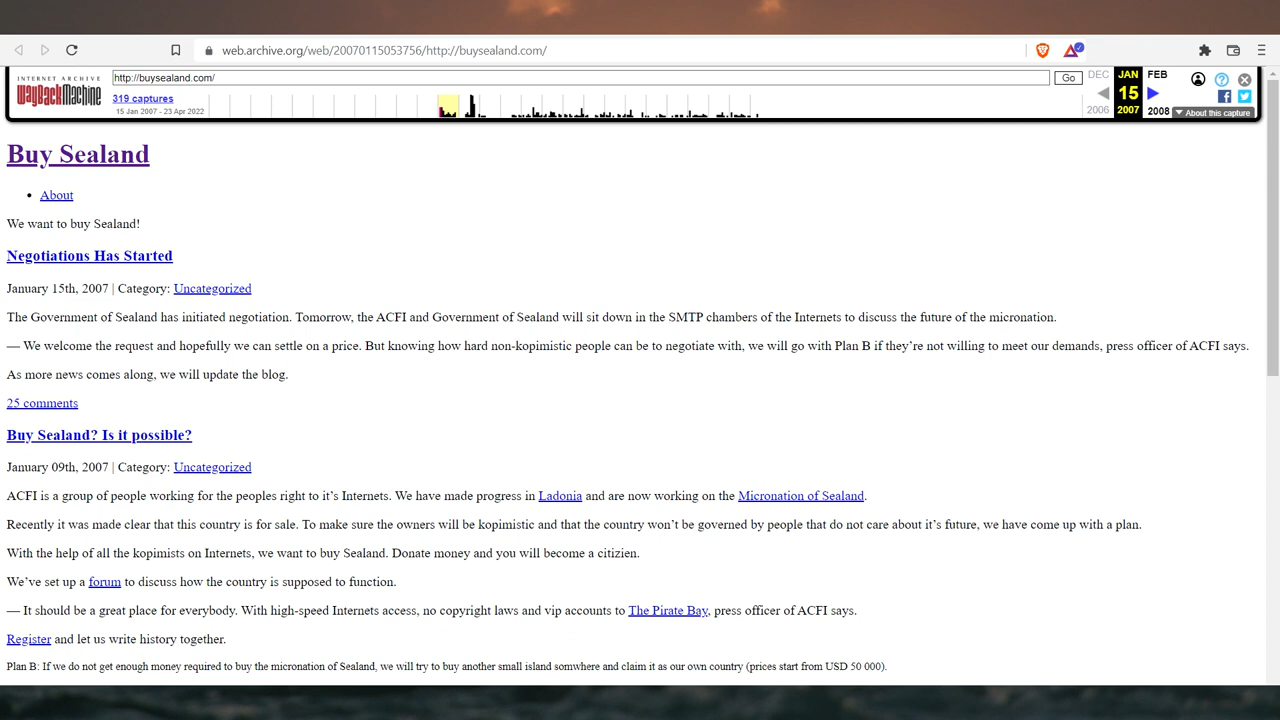 web.archive.org/web/20070115053756/http://buysealand.com/
INTERNET ARCHIVE
WayBackMachine
http://buysealand.com/
Go
319 captures
15 Jan 2007 - 23 Apr 2022
DEC
JAN
FEB
15
2006
2007
2008
About this capture
Buy Sealand
• About
We want to buy Sealand!
Negotiations Has Started
January 15th, 2007 | Category: Uncategorized
The Government of Sealand has initiated negotiation. Tomorrow, the ACFI and Government of Sealand will sit down in the SMTP chambers of the Internets to discuss the future of the micronation.
— We welcome the request and hopefully we can settle on a price. But knowing how hard non-kopimistic people can be to negotiate with, we will go with Plan B if they’re not willing to meet our demands, press officer of ACFI says.
As more news comes along, we will update the blog.
25 comments
Buy Sealand? Is it possible?
January 09th, 2007 | Category: Uncategorized
ACFI is a group of people working for the peoples right to it’s Internets. We have made progress in Ladonia and are now working on the Micronation of Sealand.
Recently it was made clear that this country is for sale. To make sure the owners will be kopimistic and that the country won’t be governed by people that do not care about it’s future, we have come up with a plan.
With the help of all the kopimists on Internets, we want to buy Sealand. Donate money and you will become a citizien.
We’ve set up a forum to discuss how the country is supposed to function.
— It should be a great place for everybody. With high-speed Internets access, no copyright laws and vip accounts to The Pirate Bay, press officer of ACFI says.
Register and let us write history together.
Plan B: If we do not get enough money required to buy the micronation of Sealand, we will try to buy another small island somwhere and claim it as our own country (prices start from USD 50 000).